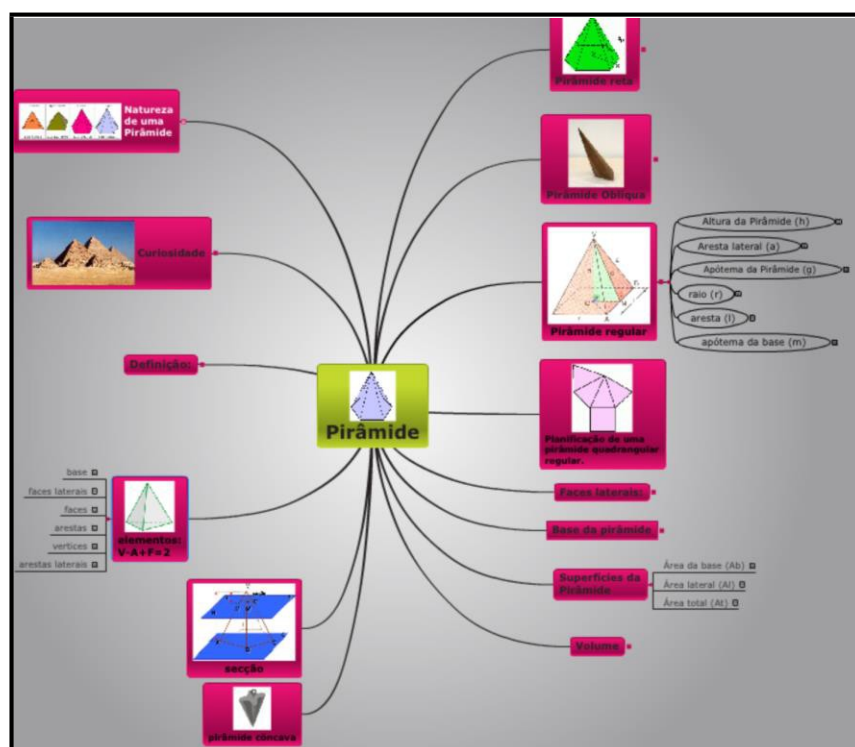 Pirâmide
Natureza
de uma
Pirâmide
Curiosidade
Definição:
elementos:
V-A+F=2
base
faces laterais
faces
arestas
vertices
arestas laterais
secção
pirâmide côncava
Pirâmide reta
Pirâmide Obliqua
Pirâmide regular
Altura da Pirâmide (h)
Aresta lateral (a)
Apótema da Pirâmide (g)
raio (r)
aresta (l)
apótema da base (m)
Planificação de uma
pirâmide quadrangular
regular.
Faces laterais:
Base da pirâmide
Superfícies da
Pirâmide
Área da base (Ab)
Área lateral (Al)
Área total (At)
Volume